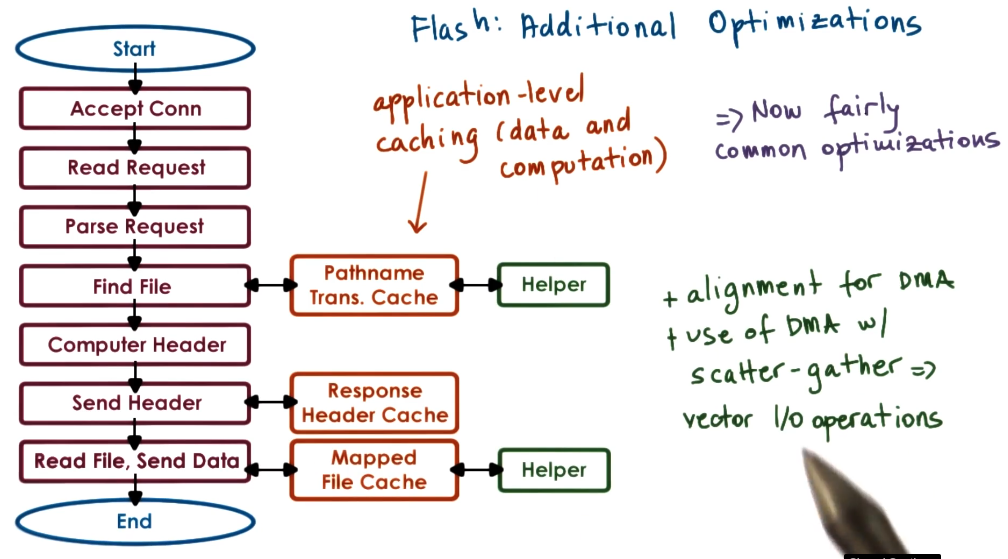 Flash: Additional Optimizations
Start
Accept Conn
Read Request
Parse Request
Find File
Computer Header
Send Header
Read File, Send Data
End
application-level
caching (data and
computation)
Pathname
Trans. Cache
Helper
Response
Header Cache
Mapped
File Cache
Helper
=> Now fairly
common optimizations
+ alignment for DMA
+ use of DMA w/
scatter-gather =>
vector I/O operations